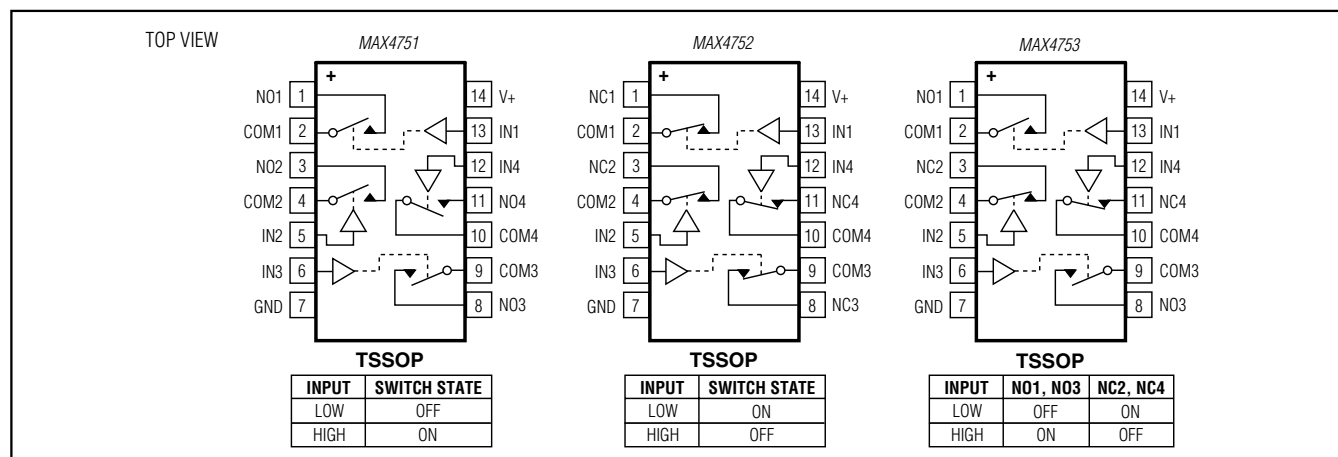 TOP VIEW
MAX4751
+
NO1 1
COM1 2
NO2 3
COM2 4
IN2 5
IN3 6
GND 7
14 V+
13 IN1
12 IN4
11 NO4
10 COM4
9 COM3
8 NO3
TSSOP
INPUT SWITCH STATE
LOW OFF
HIGH ON
MAX4752
+
NC1 1
COM1 2
NC2 3
COM2 4
IN2 5
IN3 6
GND 7
14 V+
13 IN1
12 IN4
11 NC4
10 COM4
9 COM3
8 NC3
TSSOP
INPUT SWITCH STATE
LOW ON
HIGH OFF
MAX4753
+
NO1 1
COM1 2
NC2 3
COM2 4
IN2 5
IN3 6
GND 7
14 V+
13 IN1
12 IN4
11 NC4
10 COM4
9 COM3
8 NO3
TSSOP
INPUT NO1, NO3 NC2, NC4
LOW OFF ON
HIGH ON OFF